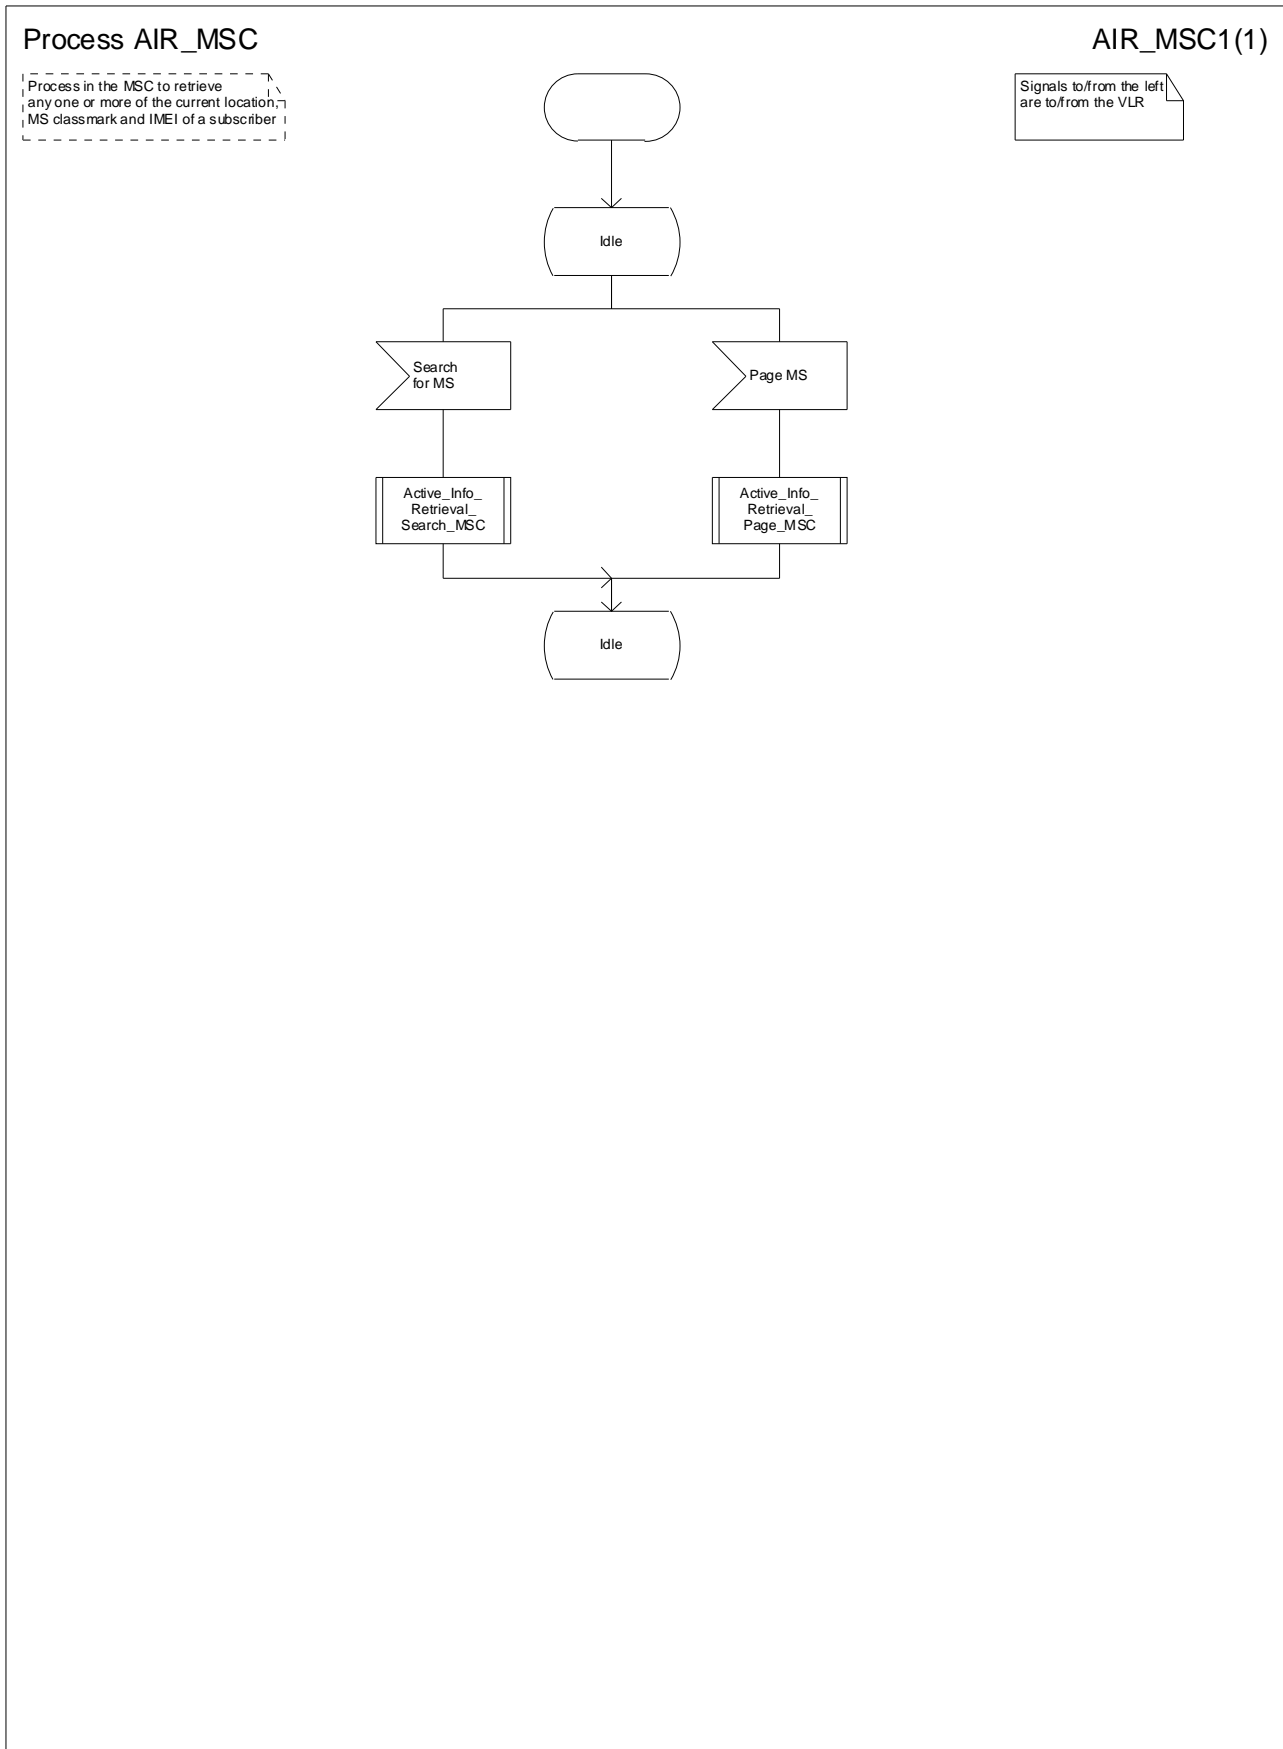 Process AIR_MSC
AIR_MSC1(1)
Process in the MSC to retrieve
any one or more of the current location,
MS classmark and IMEI of a subscriber
Signals to/from the left
are to/from the VLR
Idle
Search
for MS
Page MS
Active_Info_
Retrieval_
Search_MSC
Active_Info_
Retrieval_
Page_MSC
Idle